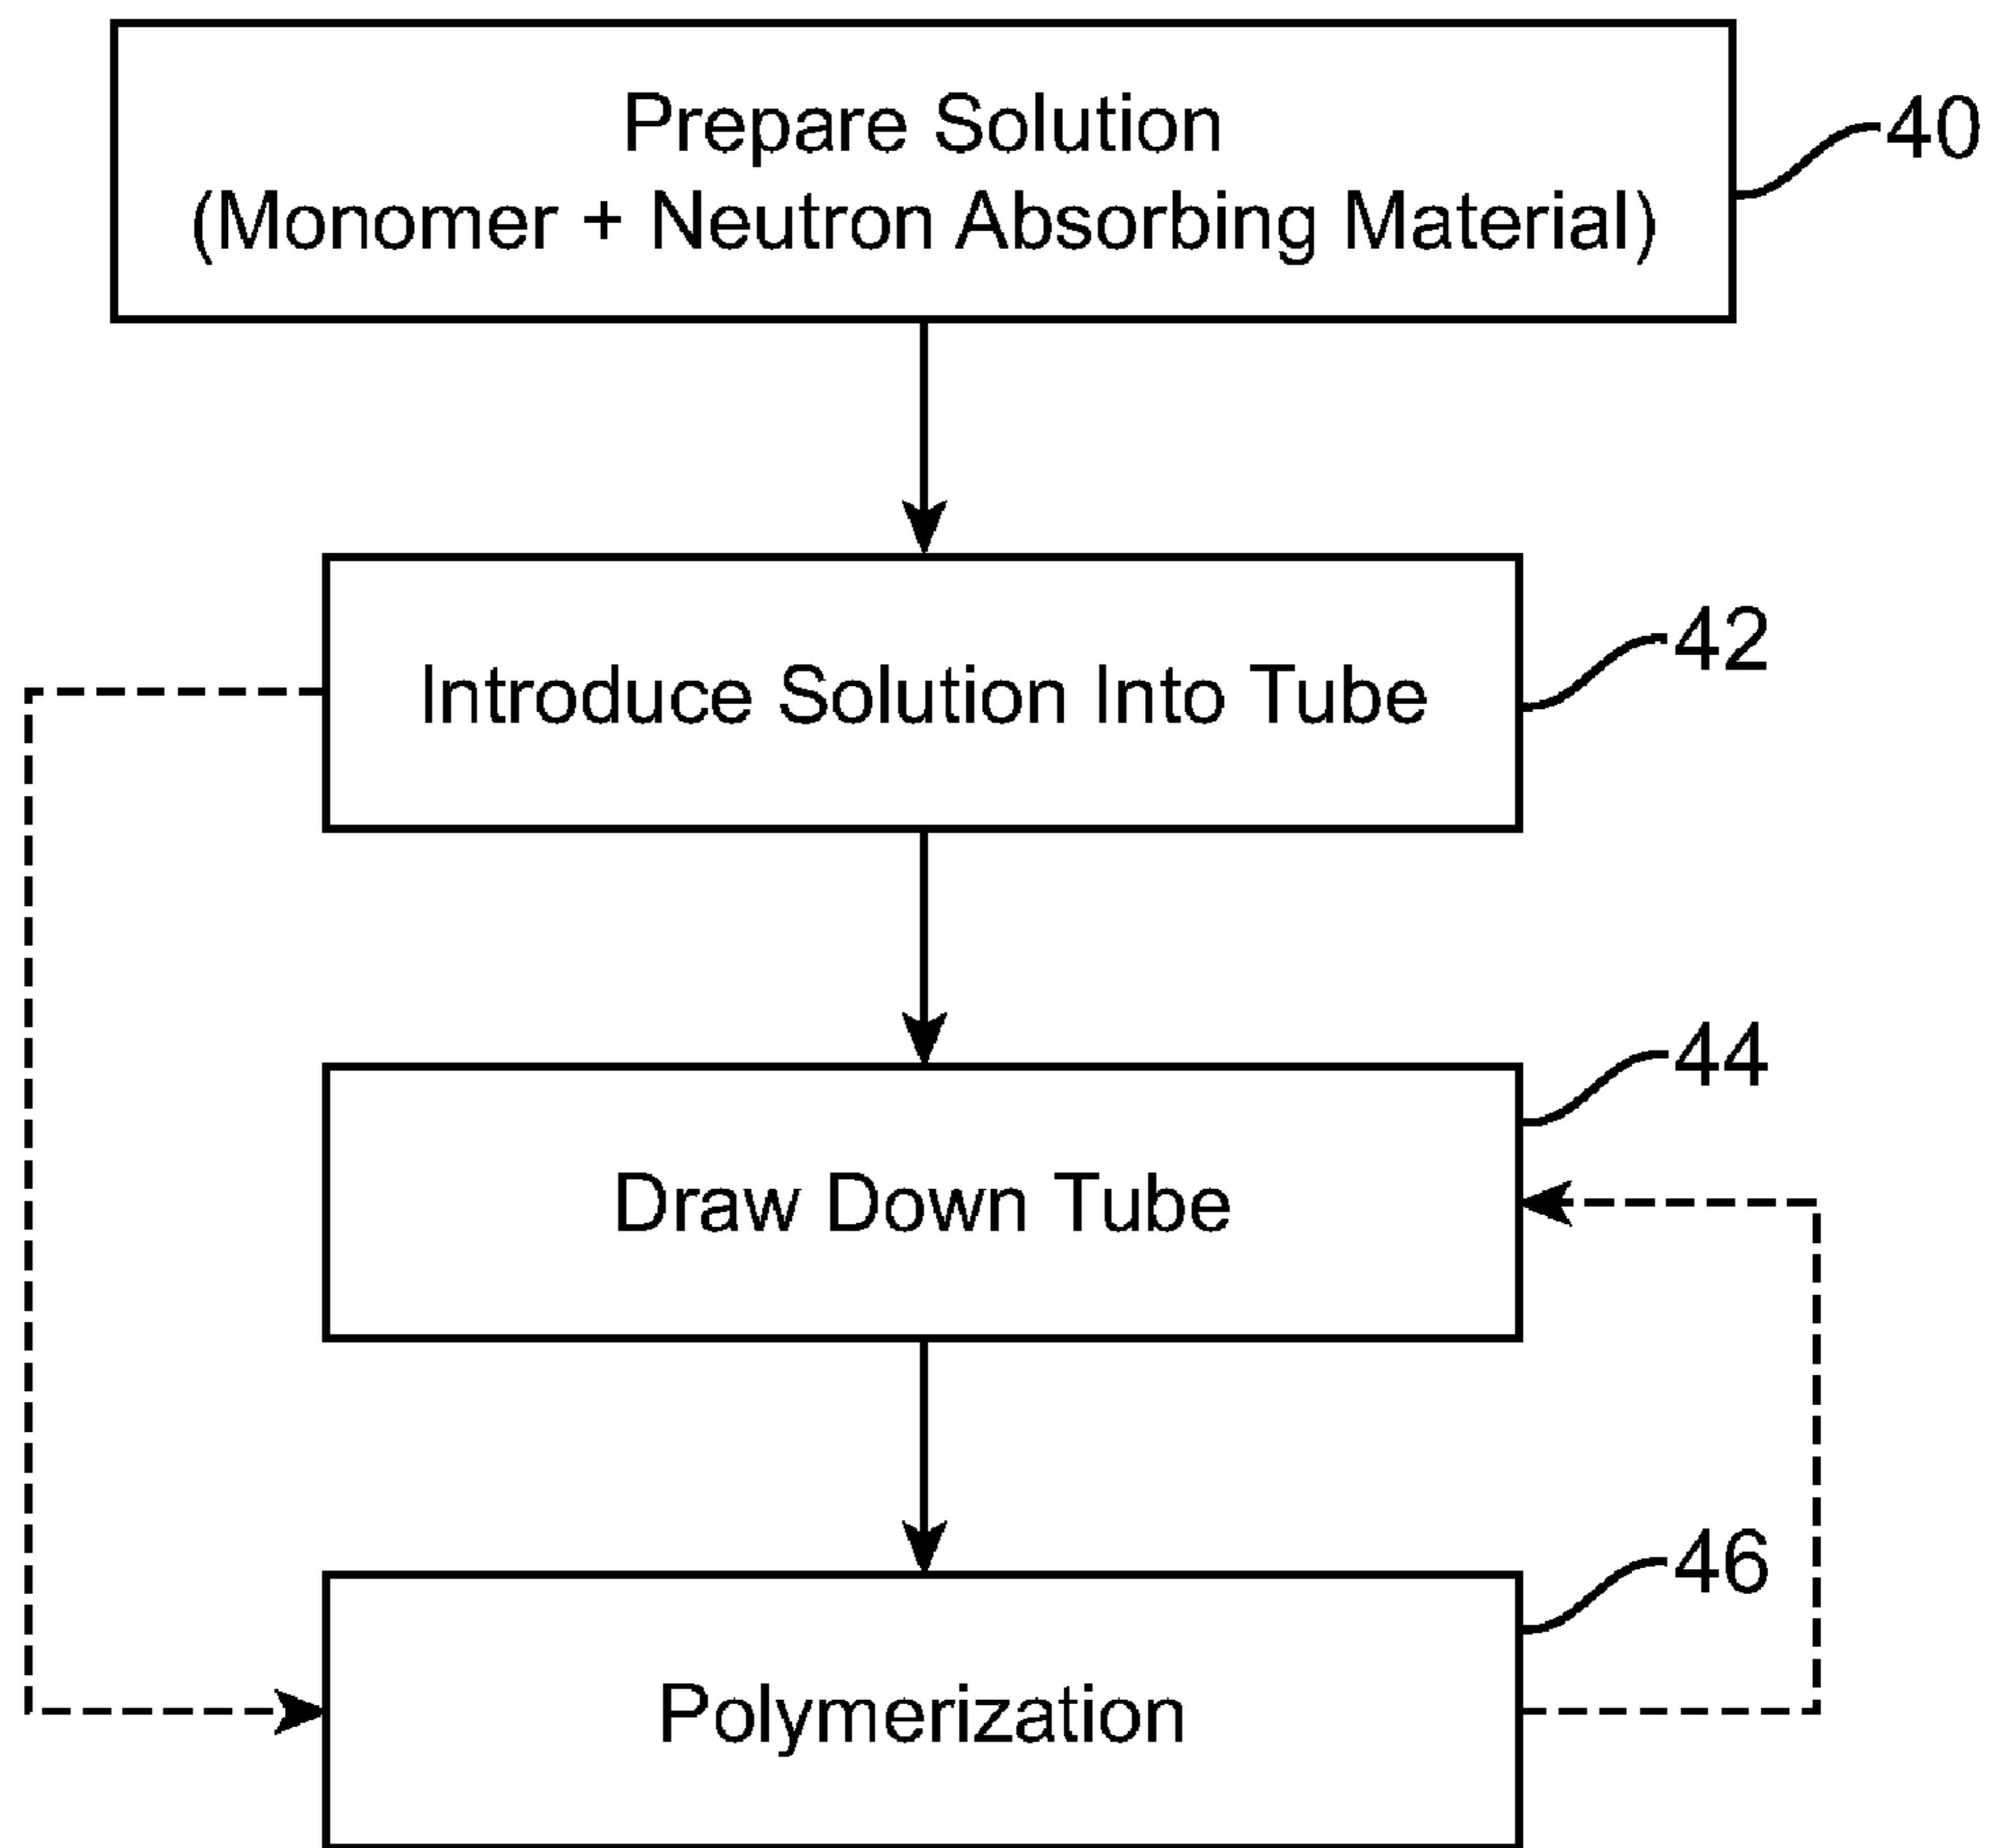 Prepare Solution
(Monomer + Neutron Absorbing Material)
40
Introduce Solution Into Tube
42
Draw Down Tube
44
Polymerization
46